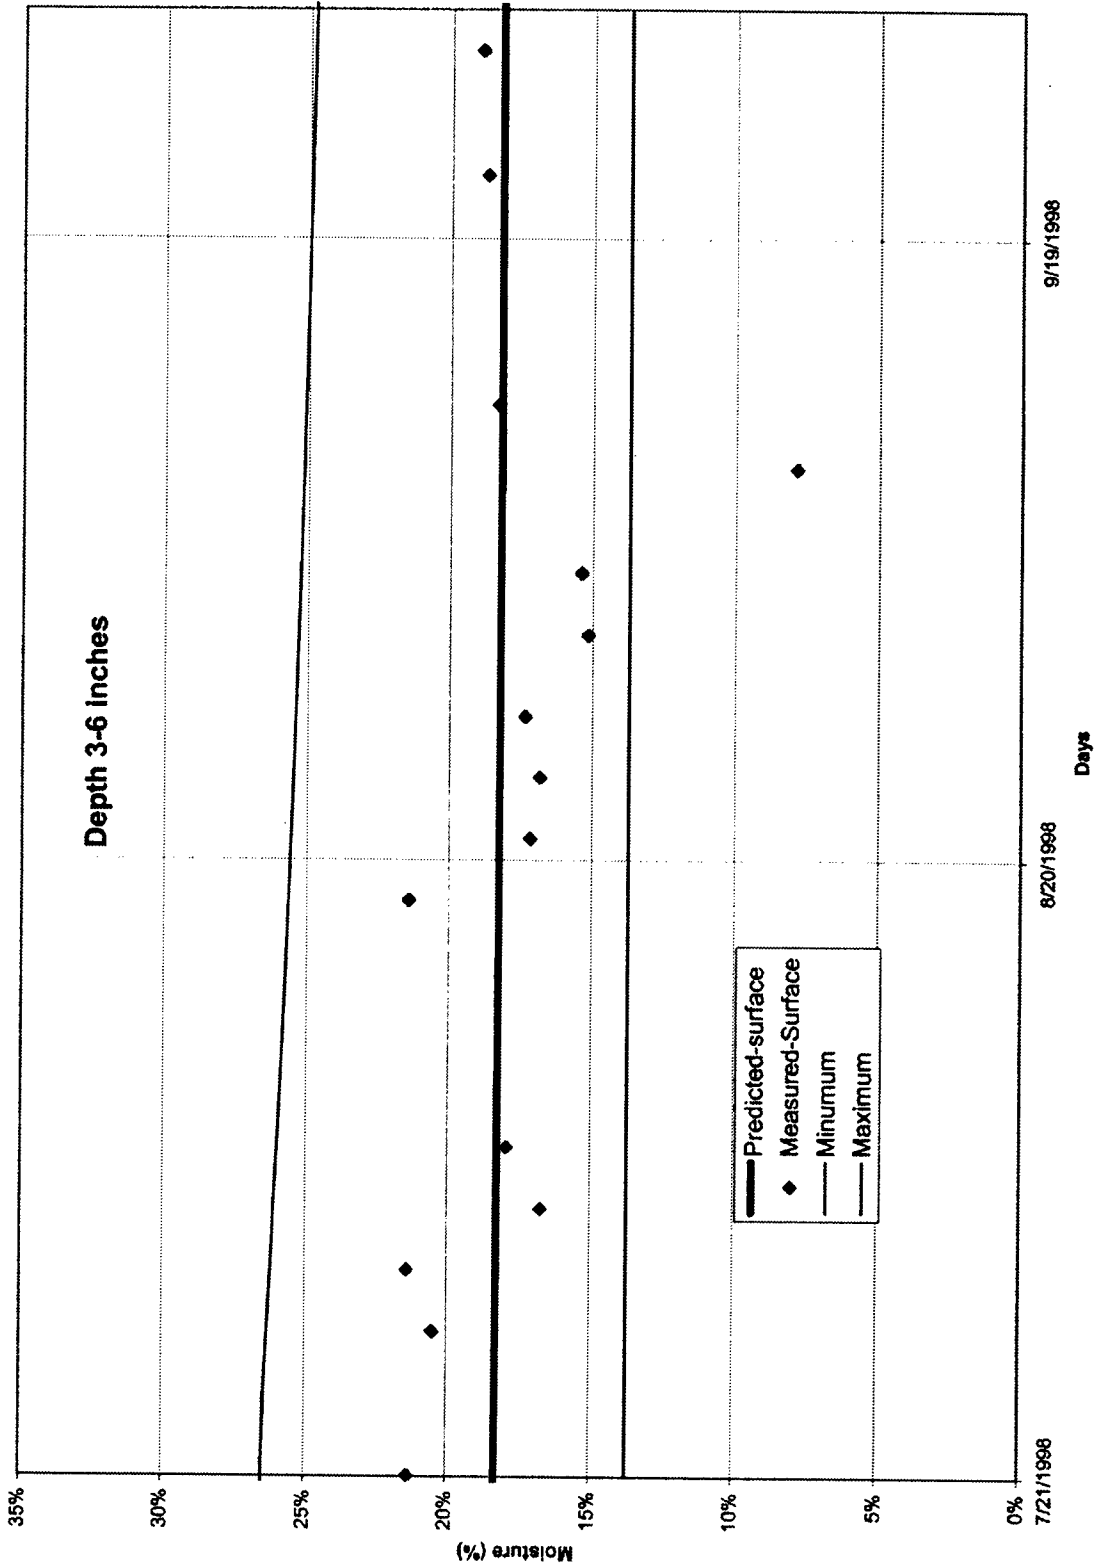 Depth 3-6 inches
35%
30%
25%
20%
15%
10%
5%
0%
Moisture (%)
7/21/1998
8/20/1998
9/19/1998
Days
Predicted-surface
Measured-Surface
Minumum
Maximum